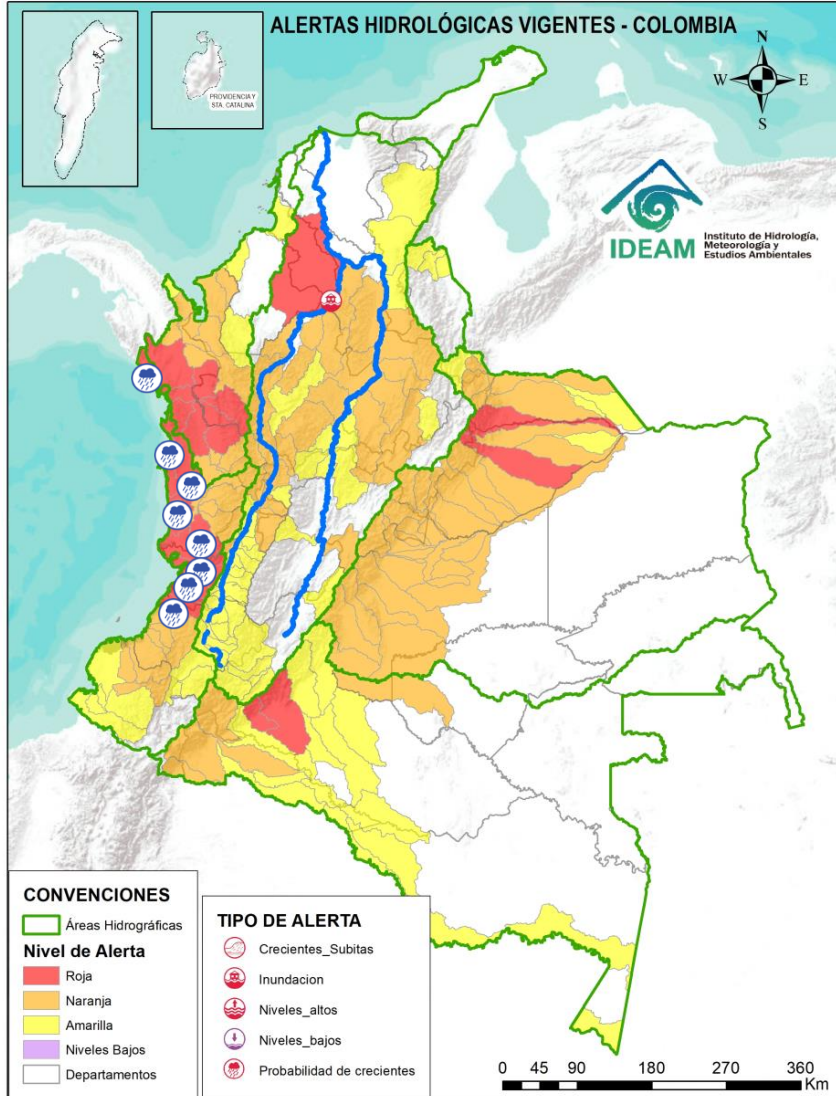 ALERTAS HIDROLÓGICAS VIGENTES - COLOMBIA
PROVIDENCIA Y
STA. CATALINA
N
W
E
S
IDEAM
Instituto de Hidrología,
Meteorología y
Estudios Ambientales
CONVENCIONES
Áreas Hidrográficas
Nivel de Alerta
Roja
Naranja
Amarilla
Niveles Bajos
Departamentos
TIPO DE ALERTA
Crecientes_Subitas
Inundacion
Niveles_altos
Niveles_bajos
Probabilidad de crecientes
0 45 90 180 270 360
Km